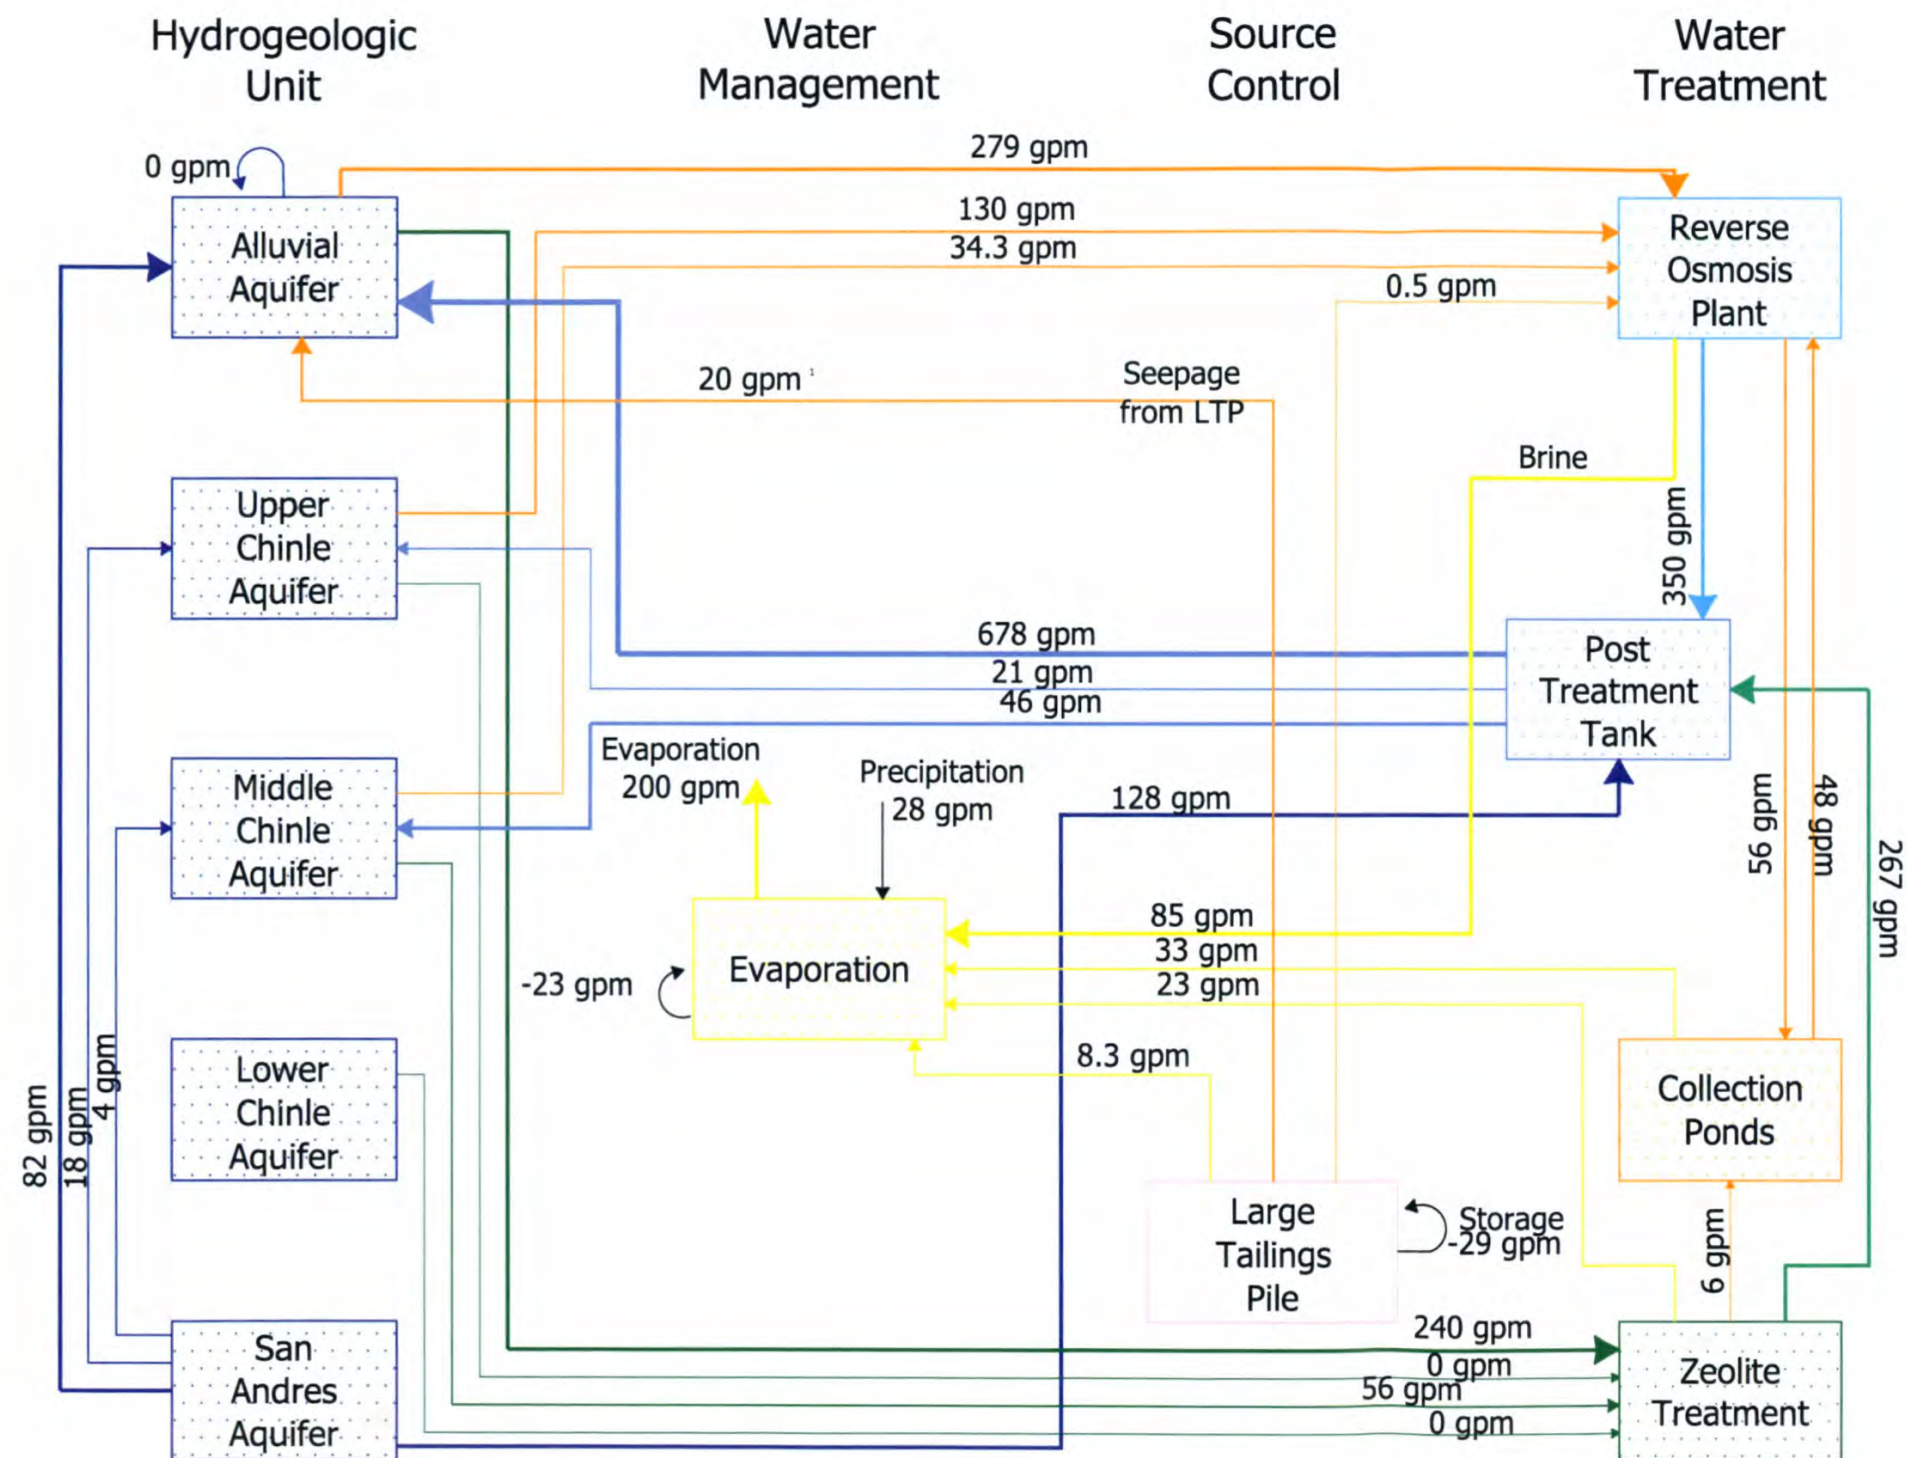 Hydrogeologic
Unit
Water
Management
Source
Control
Water
Treatment
0 gpm
279 gpm
Alluvial
Aquifer
130 gpm
34.3 gpm
0.5 gpm
Reverse
Osmosis
Plant
20 gpm ¹
Seepage
from LTP
Brine
Upper
Chinle
Aquifer
350 gpm
678 gpm
21 gpm
46 gpm
Post
Treatment
Tank
Evaporation
200 gpm
Precipitation
28 gpm
128 gpm
Middle
Chinle
Aquifer
56 gpm
48 gpm
267 gpm
85 gpm
33 gpm
23 gpm
Evaporation
-23 gpm
8.3 gpm
Lower
Chinle
Aquifer
82 gpm
18 gpm
4 gpm
Collection
Ponds
Large
Tailings
Pile
Storage
-29 gpm
6 gpm
San
Andres
Aquifer
240 gpm
0 gpm
56 gpm
0 gpm
Zeolite
Treatment